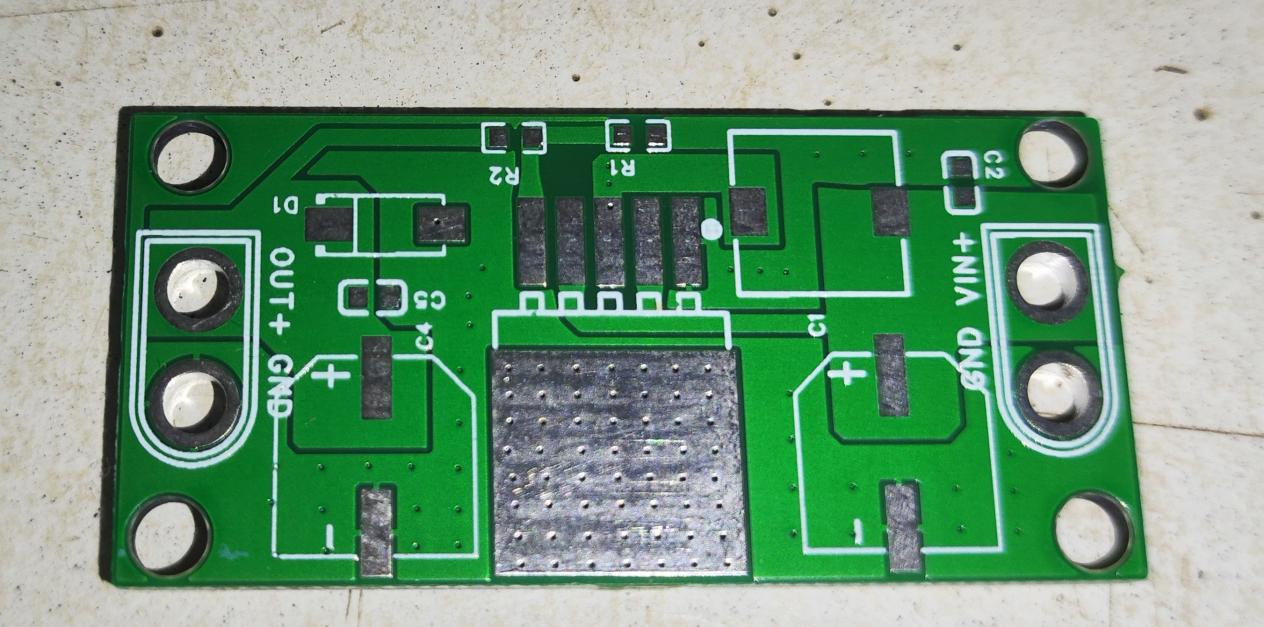 R2
R1
C2
D1
OUT+ GND
C5
C4
C1
VIN+
GND
+
-
+
-